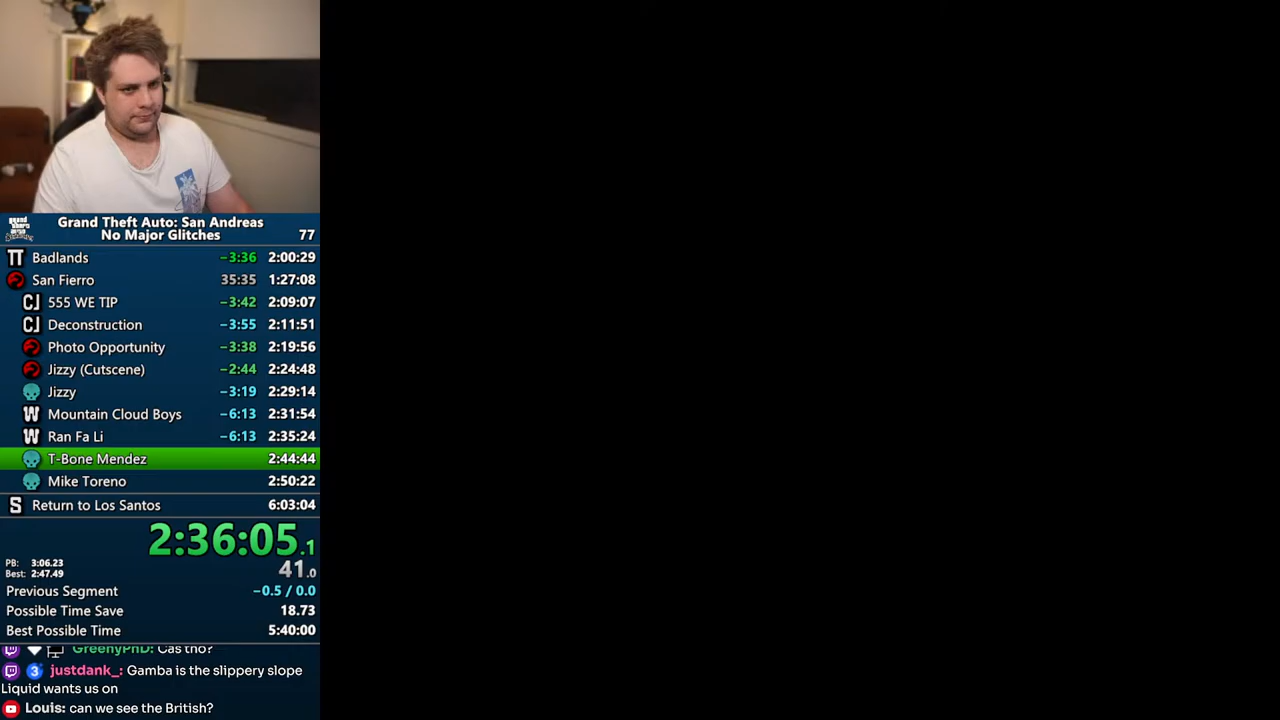 Grand Theft Auto: San Andreas
No Major Glitches 77
Badlands −3:36 2:00:29
San Fierro 35:35 1:27:08
555 WE TIP −3:42 2:09:07
Deconstruction −3:55 2:11:51
Photo Opportunity −3:38 2:19:56
Jizzy (Cutscene) −2:44 2:24:48
Jizzy −3:19 2:29:14
Mountain Cloud Boys −6:13 2:31:54
Ran Fa Li −6:13 2:35:24
T-Bone Mendez 2:44:44
Mike Toreno 2:50:22
Return to Los Santos 6:03:04
2:36:05.1
PB: 3:06.23
Best: 2:47.49
41.0
Previous Segment −0.5 / 0.0
Possible Time Save 18.73
Best Possible Time 5:40:00
GreenyPhD: Cas tho?
justdank_: Gamba is the slippery slope
Liquid wants us on
Louis: can we see the British?